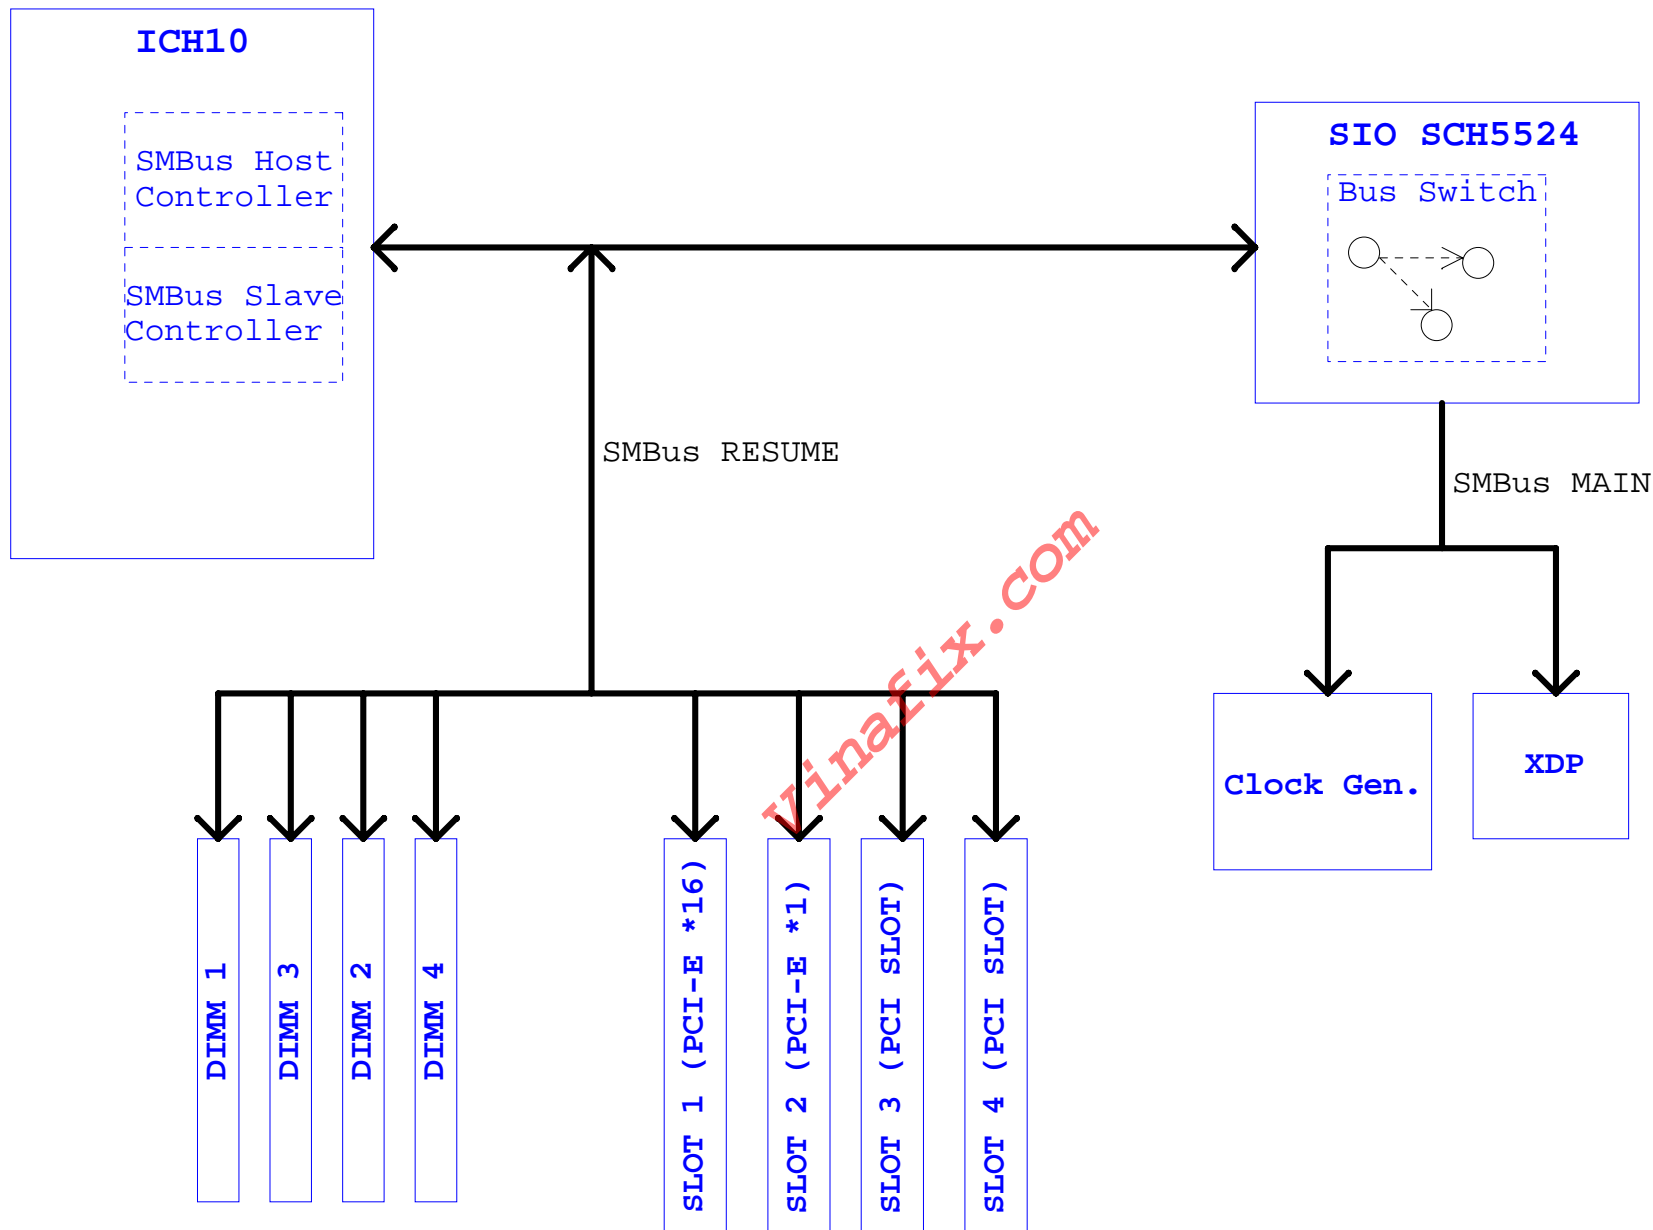 ICH10
SMBus Host
Controller
SMBus Slave
Controller
SIO SCH5524
Bus Switch
SMBus RESUME
SMBus MAIN
Clock Gen.
XDP
DIMM 1
DIMM 3
DIMM 2
DIMM 4
SLOT 1 (PCI-E *16)
SLOT 2 (PCI-E *1)
SLOT 3 (PCI SLOT)
SLOT 4 (PCI SLOT)
Vinafix.com